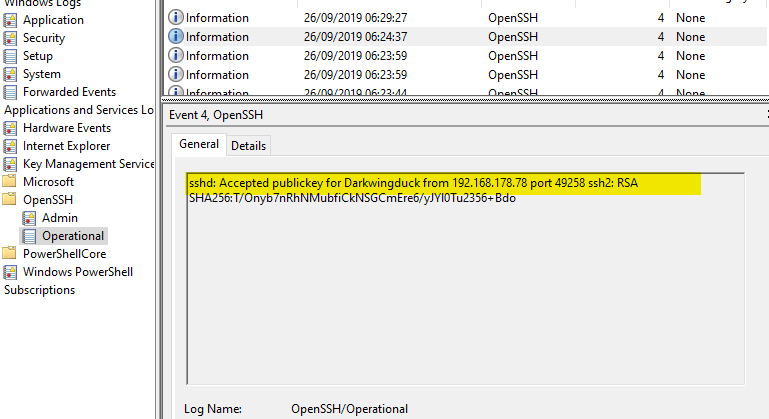 Windows Logs
Application
Security
Setup
System
Forwarded Events
Applications and Services Lo
Hardware Events
Internet Explorer
Key Management Service
Microsoft
OpenSSH
Admin
Operational
PowerShellCore
Windows PowerShell
Subscriptions
Information 26/09/2019 06:29:27 OpenSSH 4 None
Information 26/09/2019 06:24:37 OpenSSH 4 None
Information 26/09/2019 06:23:59 OpenSSH 4 None
Information 26/09/2019 06:23:59 OpenSSH 4 None
Information 26/09/2019 06:23:44 OpenSSH 4 None
Event 4, OpenSSH
General Details
sshd: Accepted publickey for Darkwingduck from 192.168.178.78 port 49258 ssh2: RSA
SHA256:T/Onyb7nRhNMubfiCkNSGCmEre6/yJYI0Tu2356+Bdo
Log Name: OpenSSH/Operational